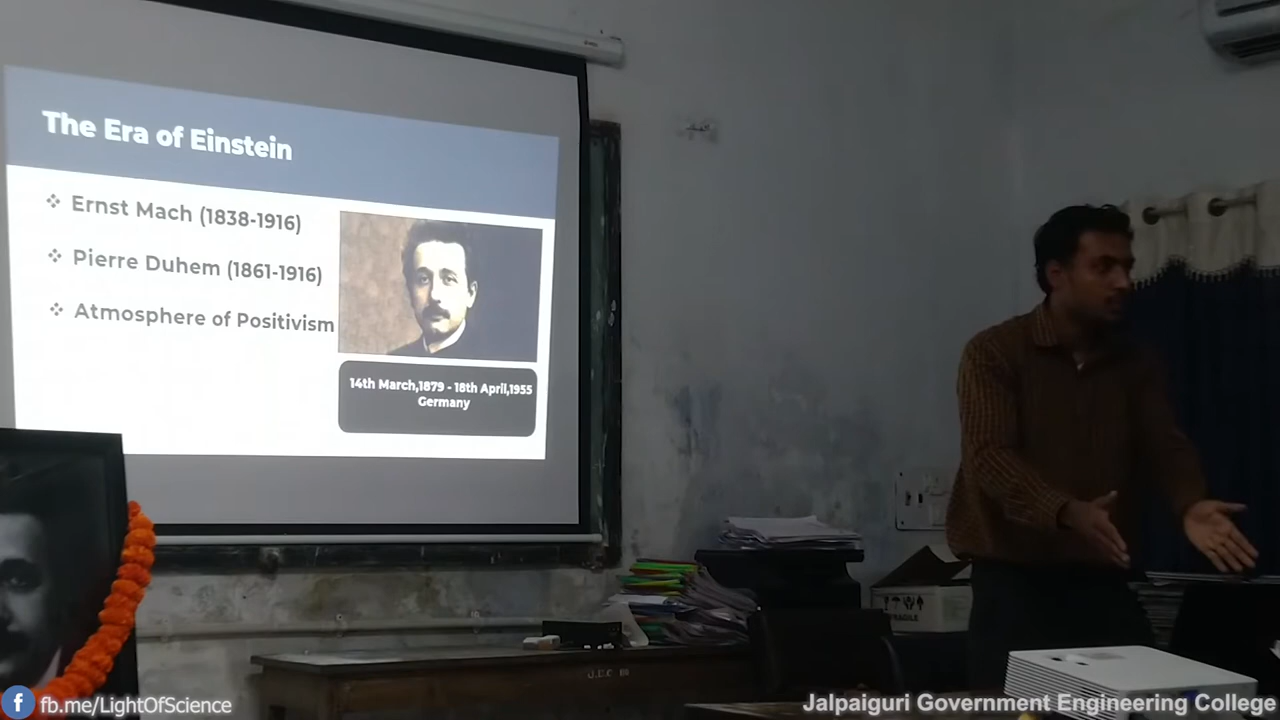 The Era of Einstein
❖ Ernst Mach (1838-1916)
❖ Pierre Duhem (1861-1916)
❖ Atmosphere of Positivism
14th March,1879 - 18th April,1955
Germany
FRAGILE
fb.me/LightOfScience
Jalpaiguri Government Engineering College